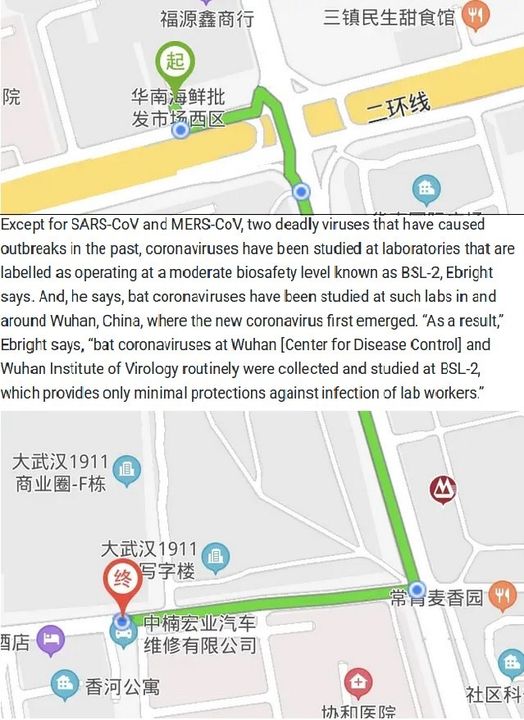 福源鑫商行
三镇民生甜食馆
起
院
华南海鲜批
发市场西区
二环线
Except for SARS-CoV and MERS-CoV, two deadly viruses that have caused
outbreaks in the past, coronaviruses have been studied at laboratories that are
labelled as operating at a moderate biosafety level known as BSL-2, Ebright
says. And, he says, bat coronaviruses have been studied at such labs in and
around Wuhan, China, where the new coronavirus first emerged. “As a result,”
Ebright says, “bat coronaviruses at Wuhan [Center for Disease Control] and
Wuhan Institute of Virology routinely were collected and studied at BSL-2,
which provides only minimal protections against infection of lab workers.”
大武汉1911
商业圈-F栋
大武汉1911
写字楼
终
常青麦香园
中楠宏业汽车
维修有限公司
酒店
香河公寓
协和医院
社区科